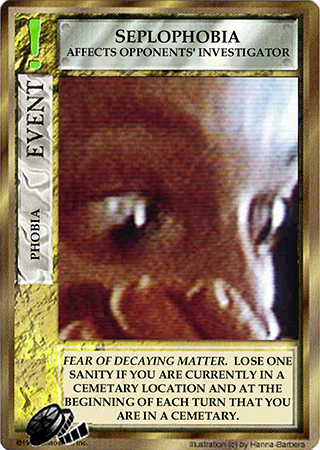 SEPLOPHOBIA
AFFECTS OPPONENTS' INVESTIGATOR
EVENT
PHOBIA
FEAR OF DECAYING MATTER. LOSE ONE
SANITY IF YOU ARE CURRENTLY IN A
CEMETARY LOCATION AND AT THE
BEGINNING OF EACH TURN THAT YOU
ARE IN A CEMETARY.
Illustration (c) by Hanna-Barbera